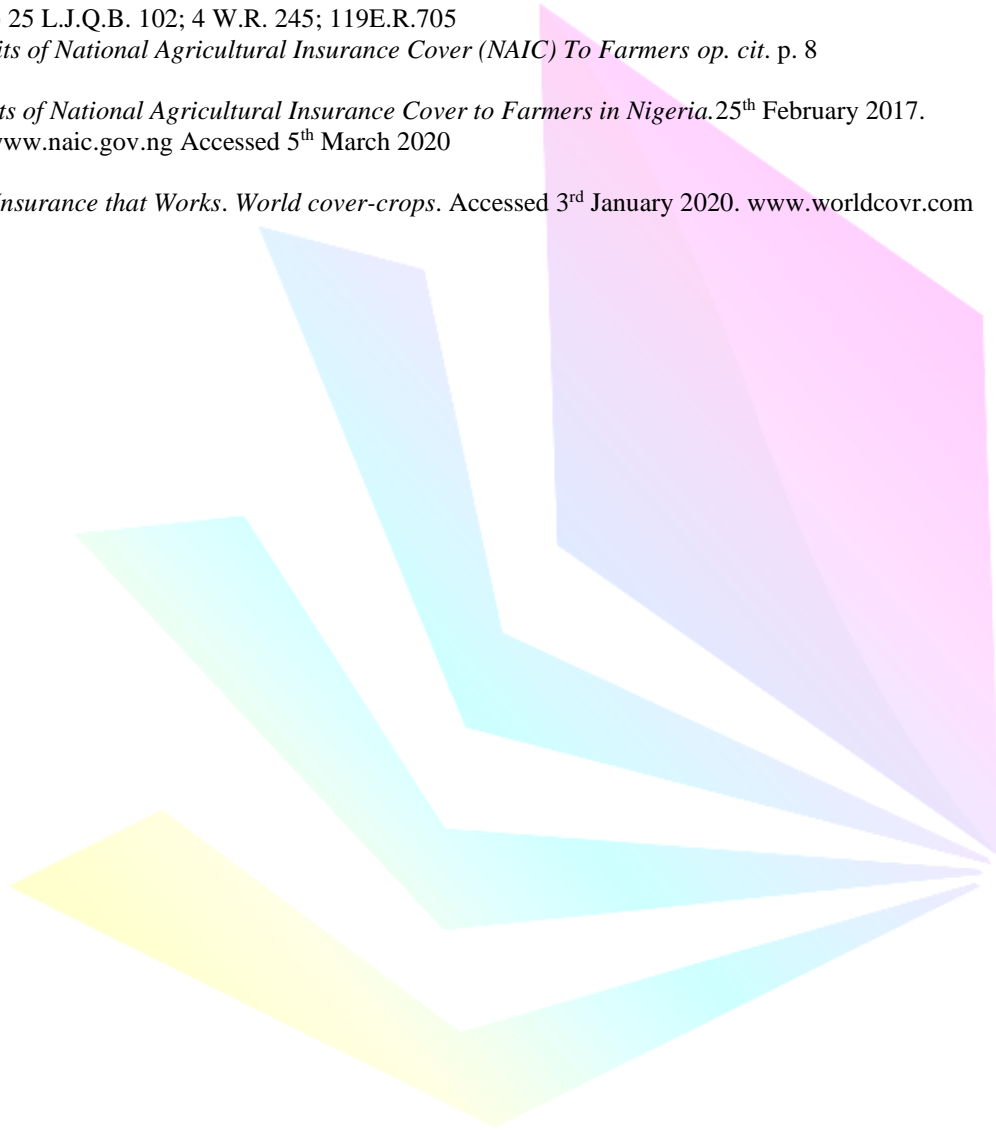 25 L.J.Q.B. 102; 4 W.R. 245; 119E.R.705
its of National Agricultural Insurance Cover (NAIC) To Farmers op. cit. p. 8
ts of National Agricultural Insurance Cover to Farmers in Nigeria.25th February 2017.
www.naic.gov.ng Accessed 5th March 2020
Insurance that Works. World cover-crops. Accessed 3rd January 2020. www.worldcovr.com